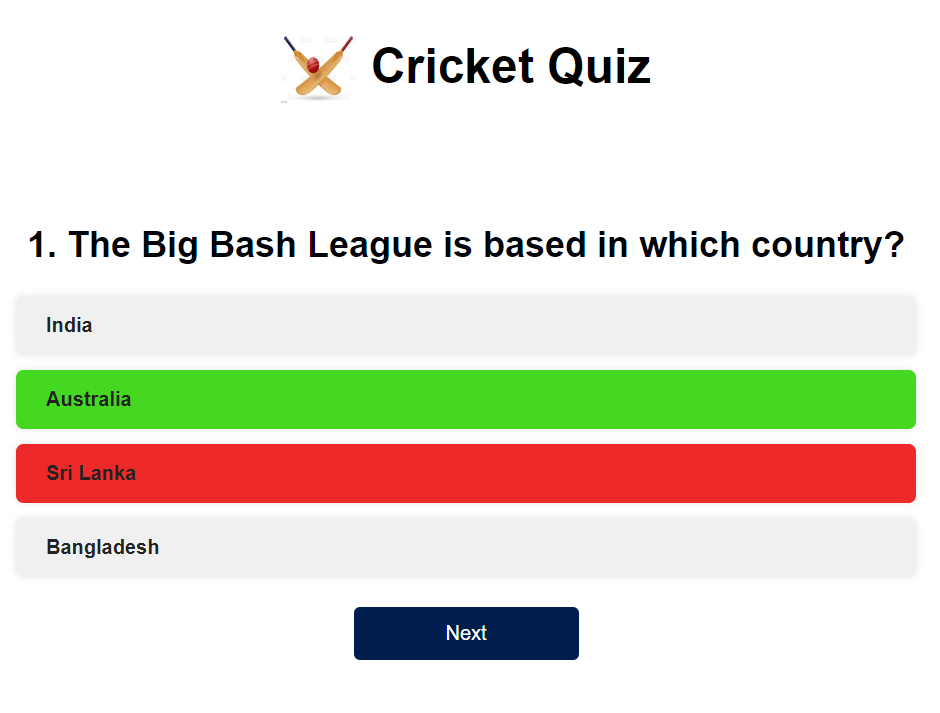 Cricket Quiz
1. The Big Bash League is based in which country?
India
Australia
Sri Lanka
Bangladesh
Next